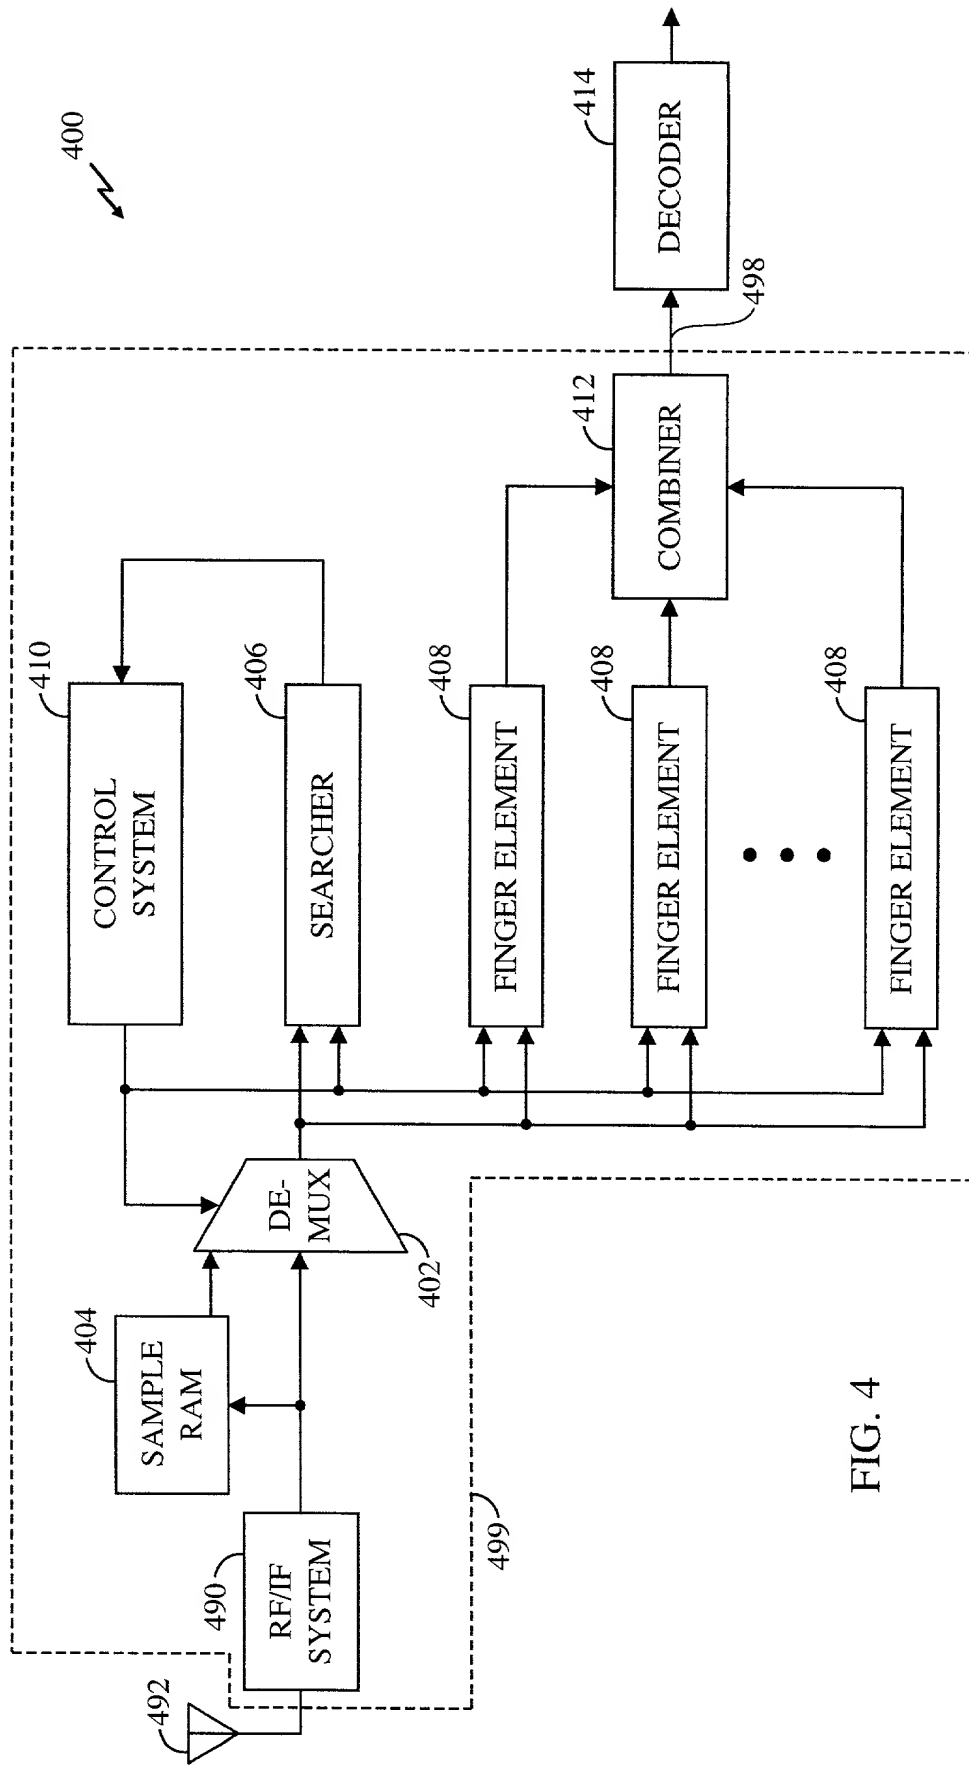 400
492
490
RF/IF
SYSTEM
404
SAMPLE
RAM
DE-
MUX
402
410
CONTROL
SYSTEM
406
SEARCHER
408
FINGER ELEMENT
408
FINGER ELEMENT
408
FINGER ELEMENT
412
COMBINER
498
414
DECODER
499
FIG. 4